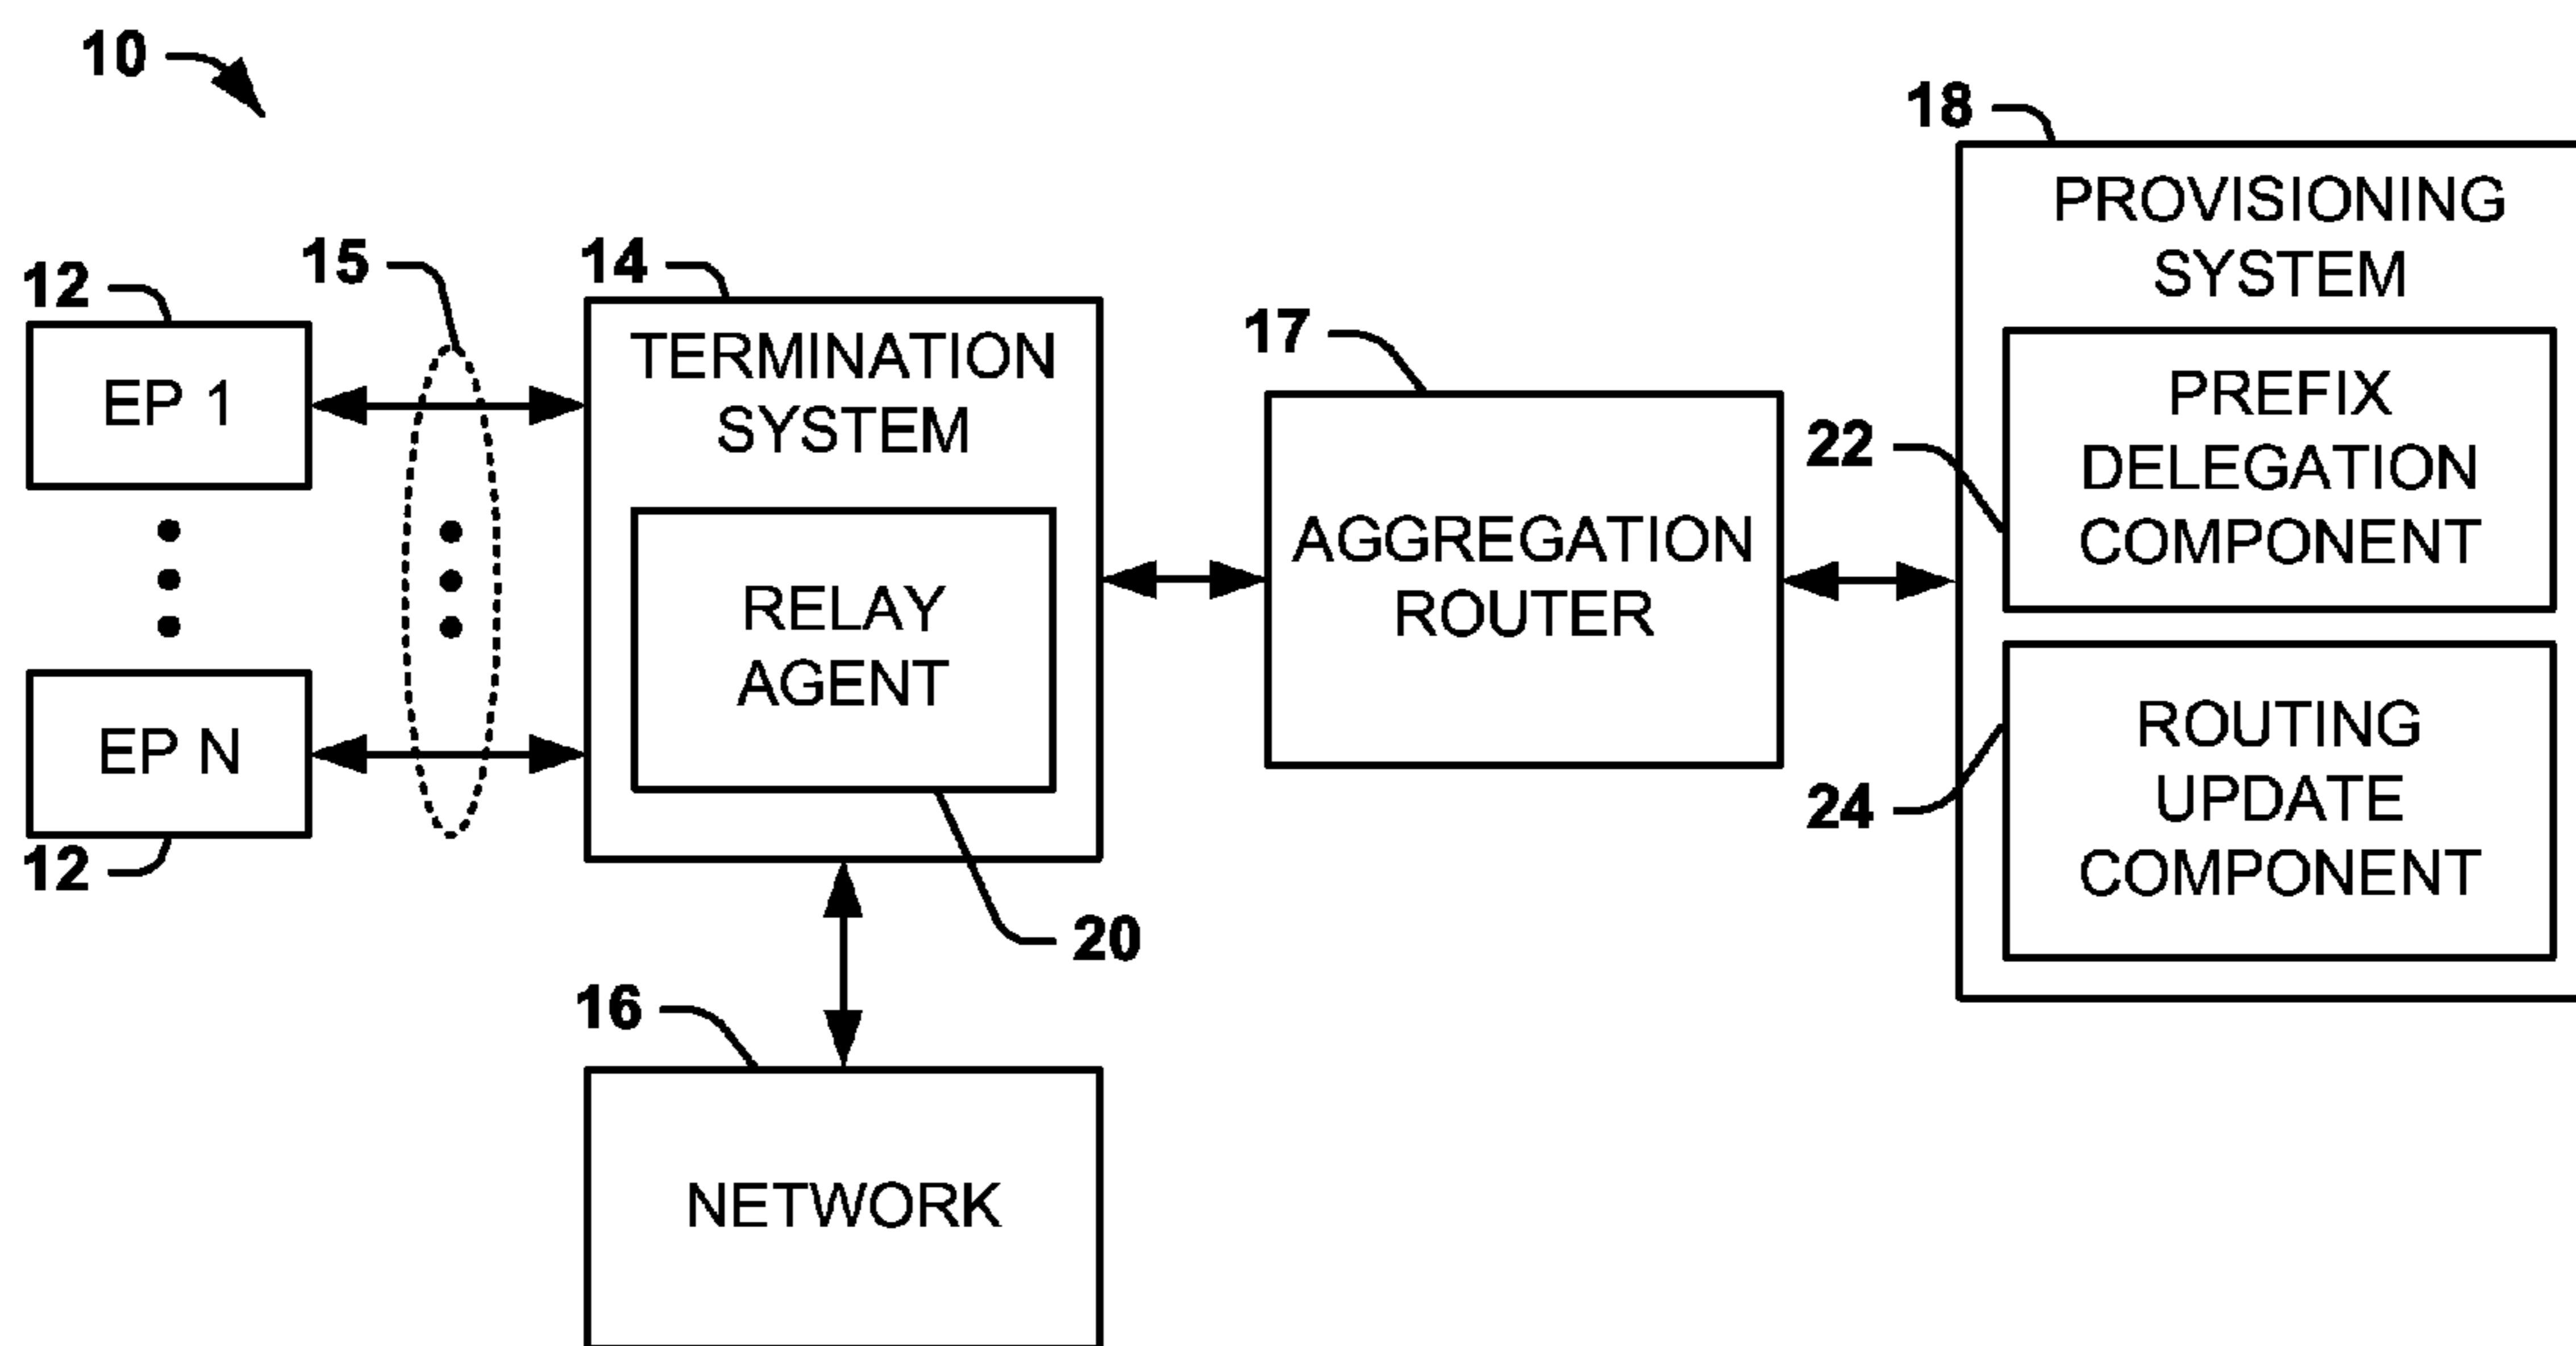 10
18
PROVISIONING
SYSTEM
15
14
12
TERMINATION
SYSTEM
17
PREFIX
DELEGATION
COMPONENT
22
EP 1
AGGREGATION
ROUTER
RELAY
AGENT
EP N
12
ROUTING
UPDATE
COMPONENT
24
20
16
NETWORK